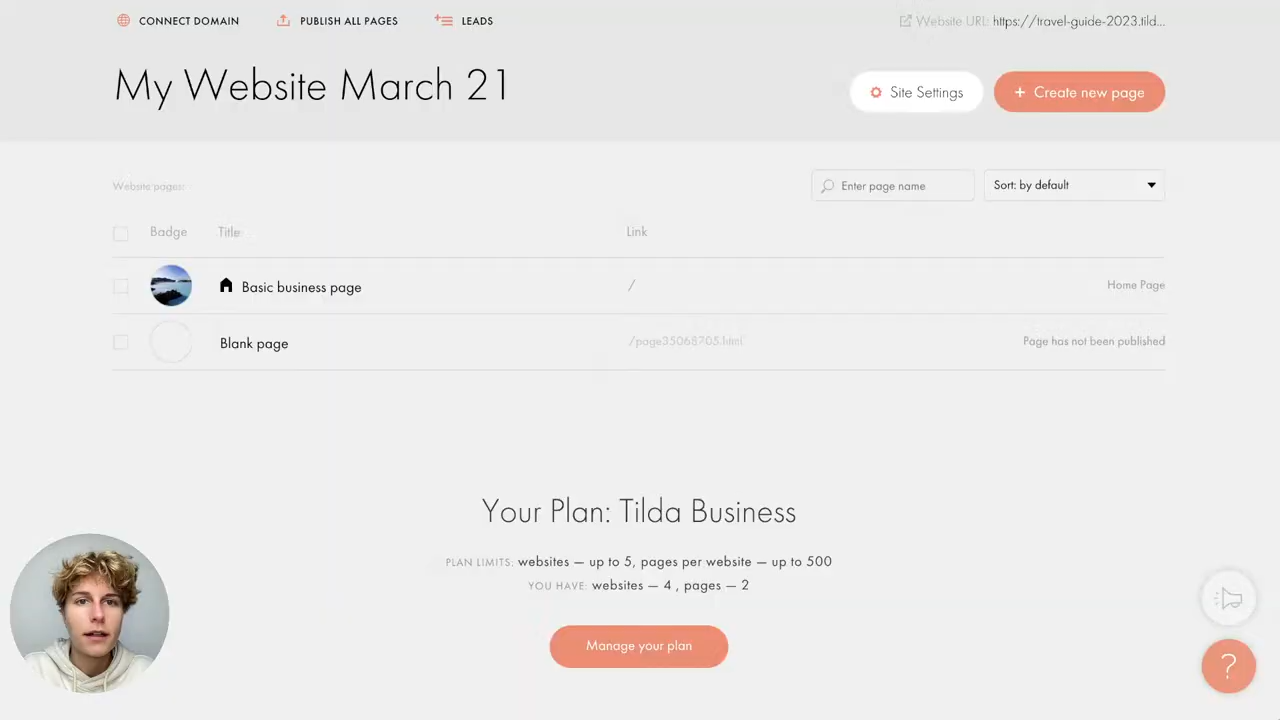 CONNECT DOMAIN
PUBLISH ALL PAGES
LEADS
Website URL: https://travel-guide-2023.tild...
My Website March 21
Site Settings
+ Create new page
Website pages:
Enter page name
Sort: by default
Badge
Title
Link
Basic business page
/
Home Page
Blank page
/page35068705.html
Page has not been published
Your Plan: Tilda Business
PLAN LIMITS: websites — up to 5, pages per website — up to 500
YOU HAVE: websites — 4 , pages — 2
Manage your plan
?